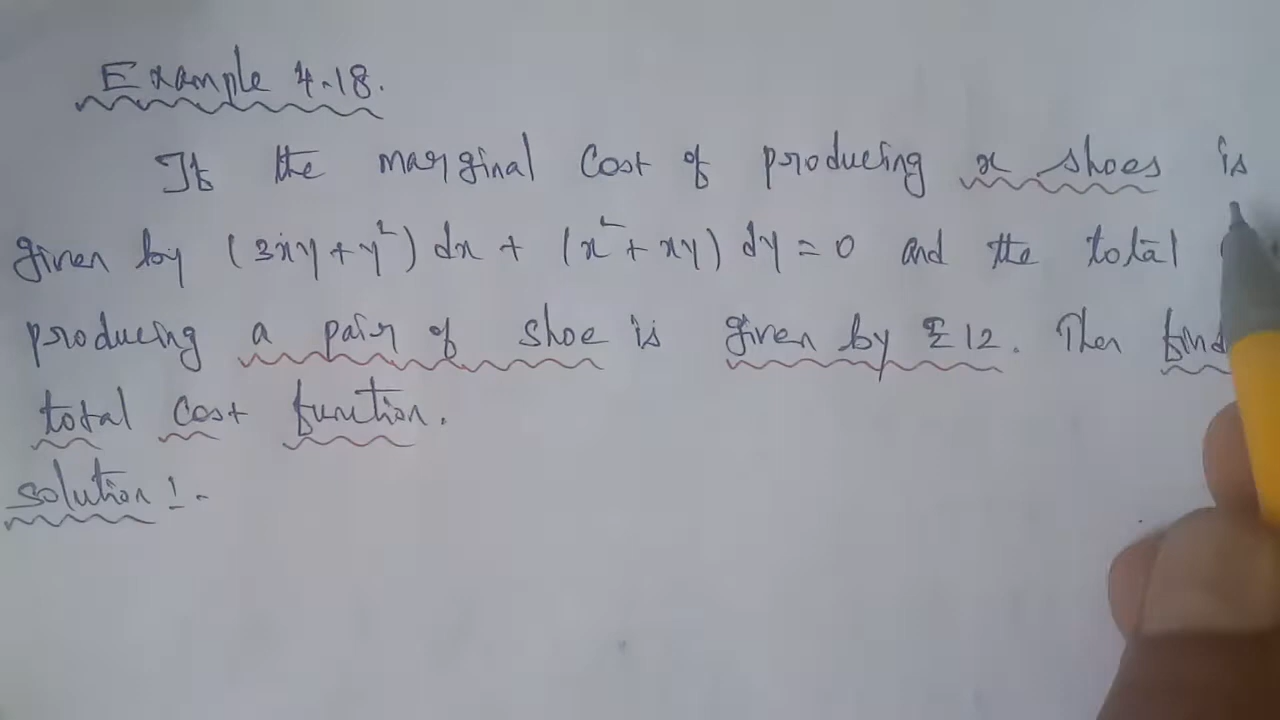 Example 4.18.
If the marginal Cost of producing x shoes is
given by (3xy + y²) dx + (x² + xy) dy = 0 and the total
producing a pair of shoe is given by ₤12. Then find
total cost function.
Solution :-